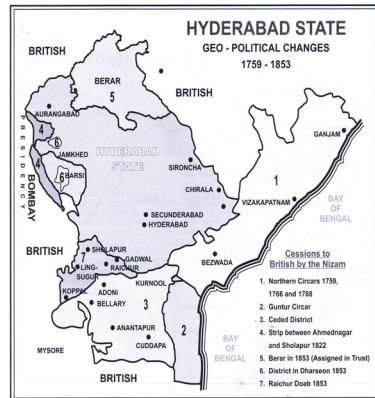 HYDERABAD STATE
GEO - POLITICAL CHANGES
1759 - 1853
BRITISH
BERAR
5
BRITISH
AURANGABAD
GANJAM
4
6
JAMKHED
HYDERABAD
STATE
4
6
BARSI
SIRONCHA
PRESIDENCY
BOMBAY
CHIRALA
1
VIZAKAPATNAM
BAY
OF
BENGAL
SECUNDERABAD
HYDERABAD
BRITISH
SHOLAPUR
7
GADWAL
LING-
SUGUR
RAICHUR
BEZWADA
KOPPAL
ADONI
KURNOOL
BELLARY
3
ANANTAPUR
2
CUDDAPA
MYSORE
BRITISH
BAY
OF BENGAL
Cessions to
British by the Nizam
1. Northern Circars 1759,
1766 and 1788
2. Guntur Circar
3. Ceded District
4. Strip between Ahmednagar
and Sholapur 1822
5. Berar in 1853 (Assigned in Trust)
6. District in Dharseon 1853
7. Raichur Doab 1853